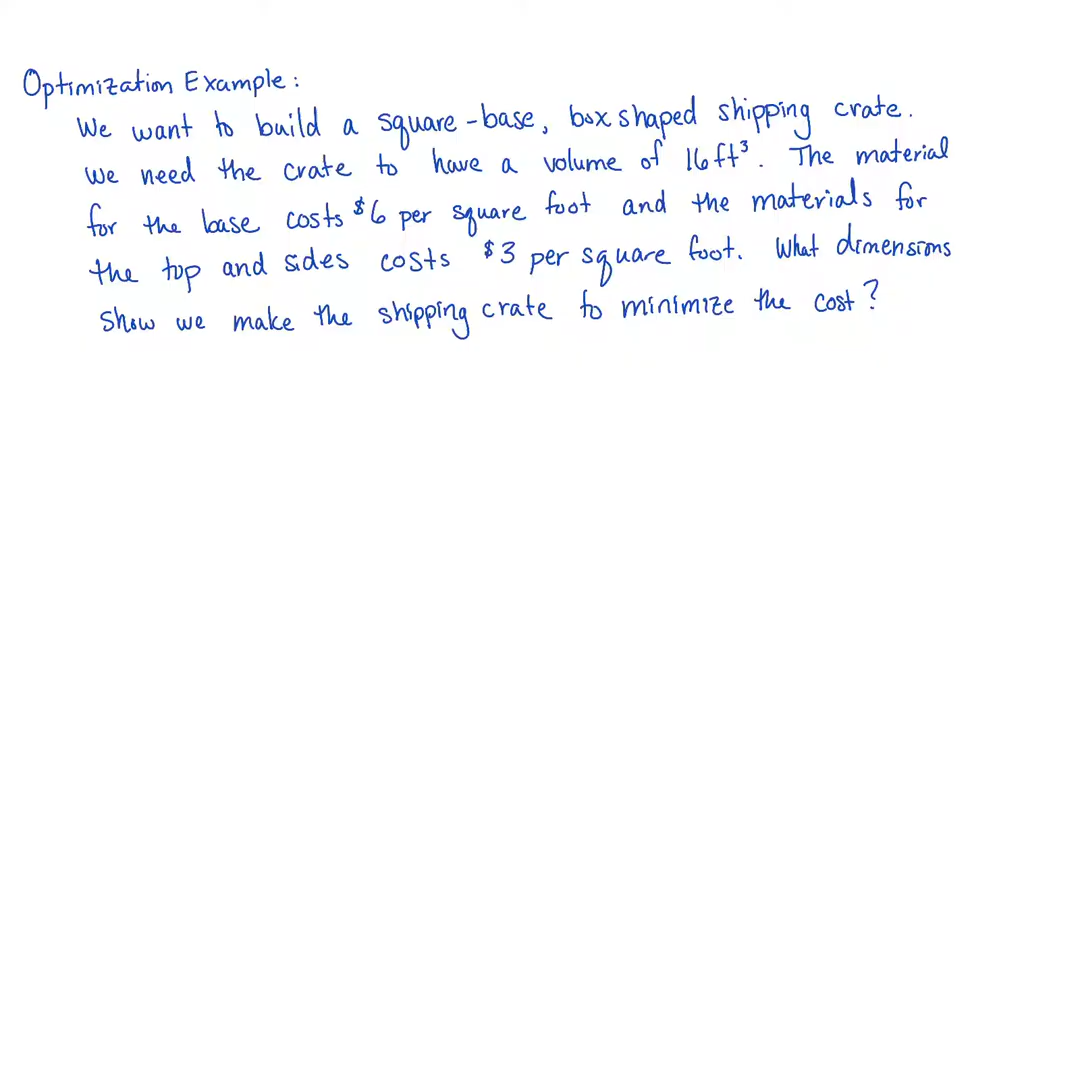 Optimization Example:
We want to build a square-base, box shaped shipping crate.
We need the crate to have a volume of 16ft³. The material
for the base costs $6 per square foot and the materials for
the top and sides costs $3 per square foot. What dimensions
show we make the shipping crate to minimize the cost?